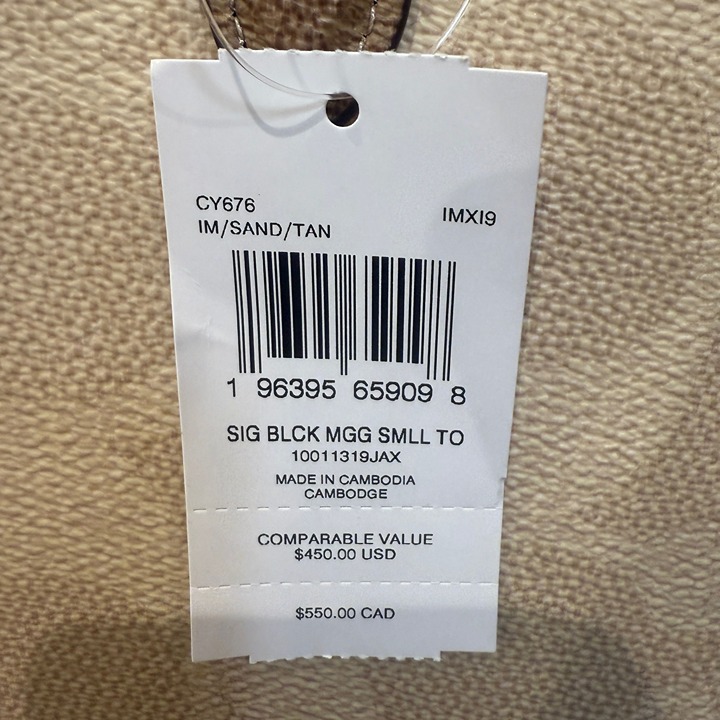 CY676
IM/SAND/TAN
IMXI9
1 96395 65909 8
SIG BLCK MGG SMLL TO
10011319JAX
MADE IN CAMBODIA
CAMBODGE
COMPARABLE VALUE
$450.00 USD
$550.00 CAD